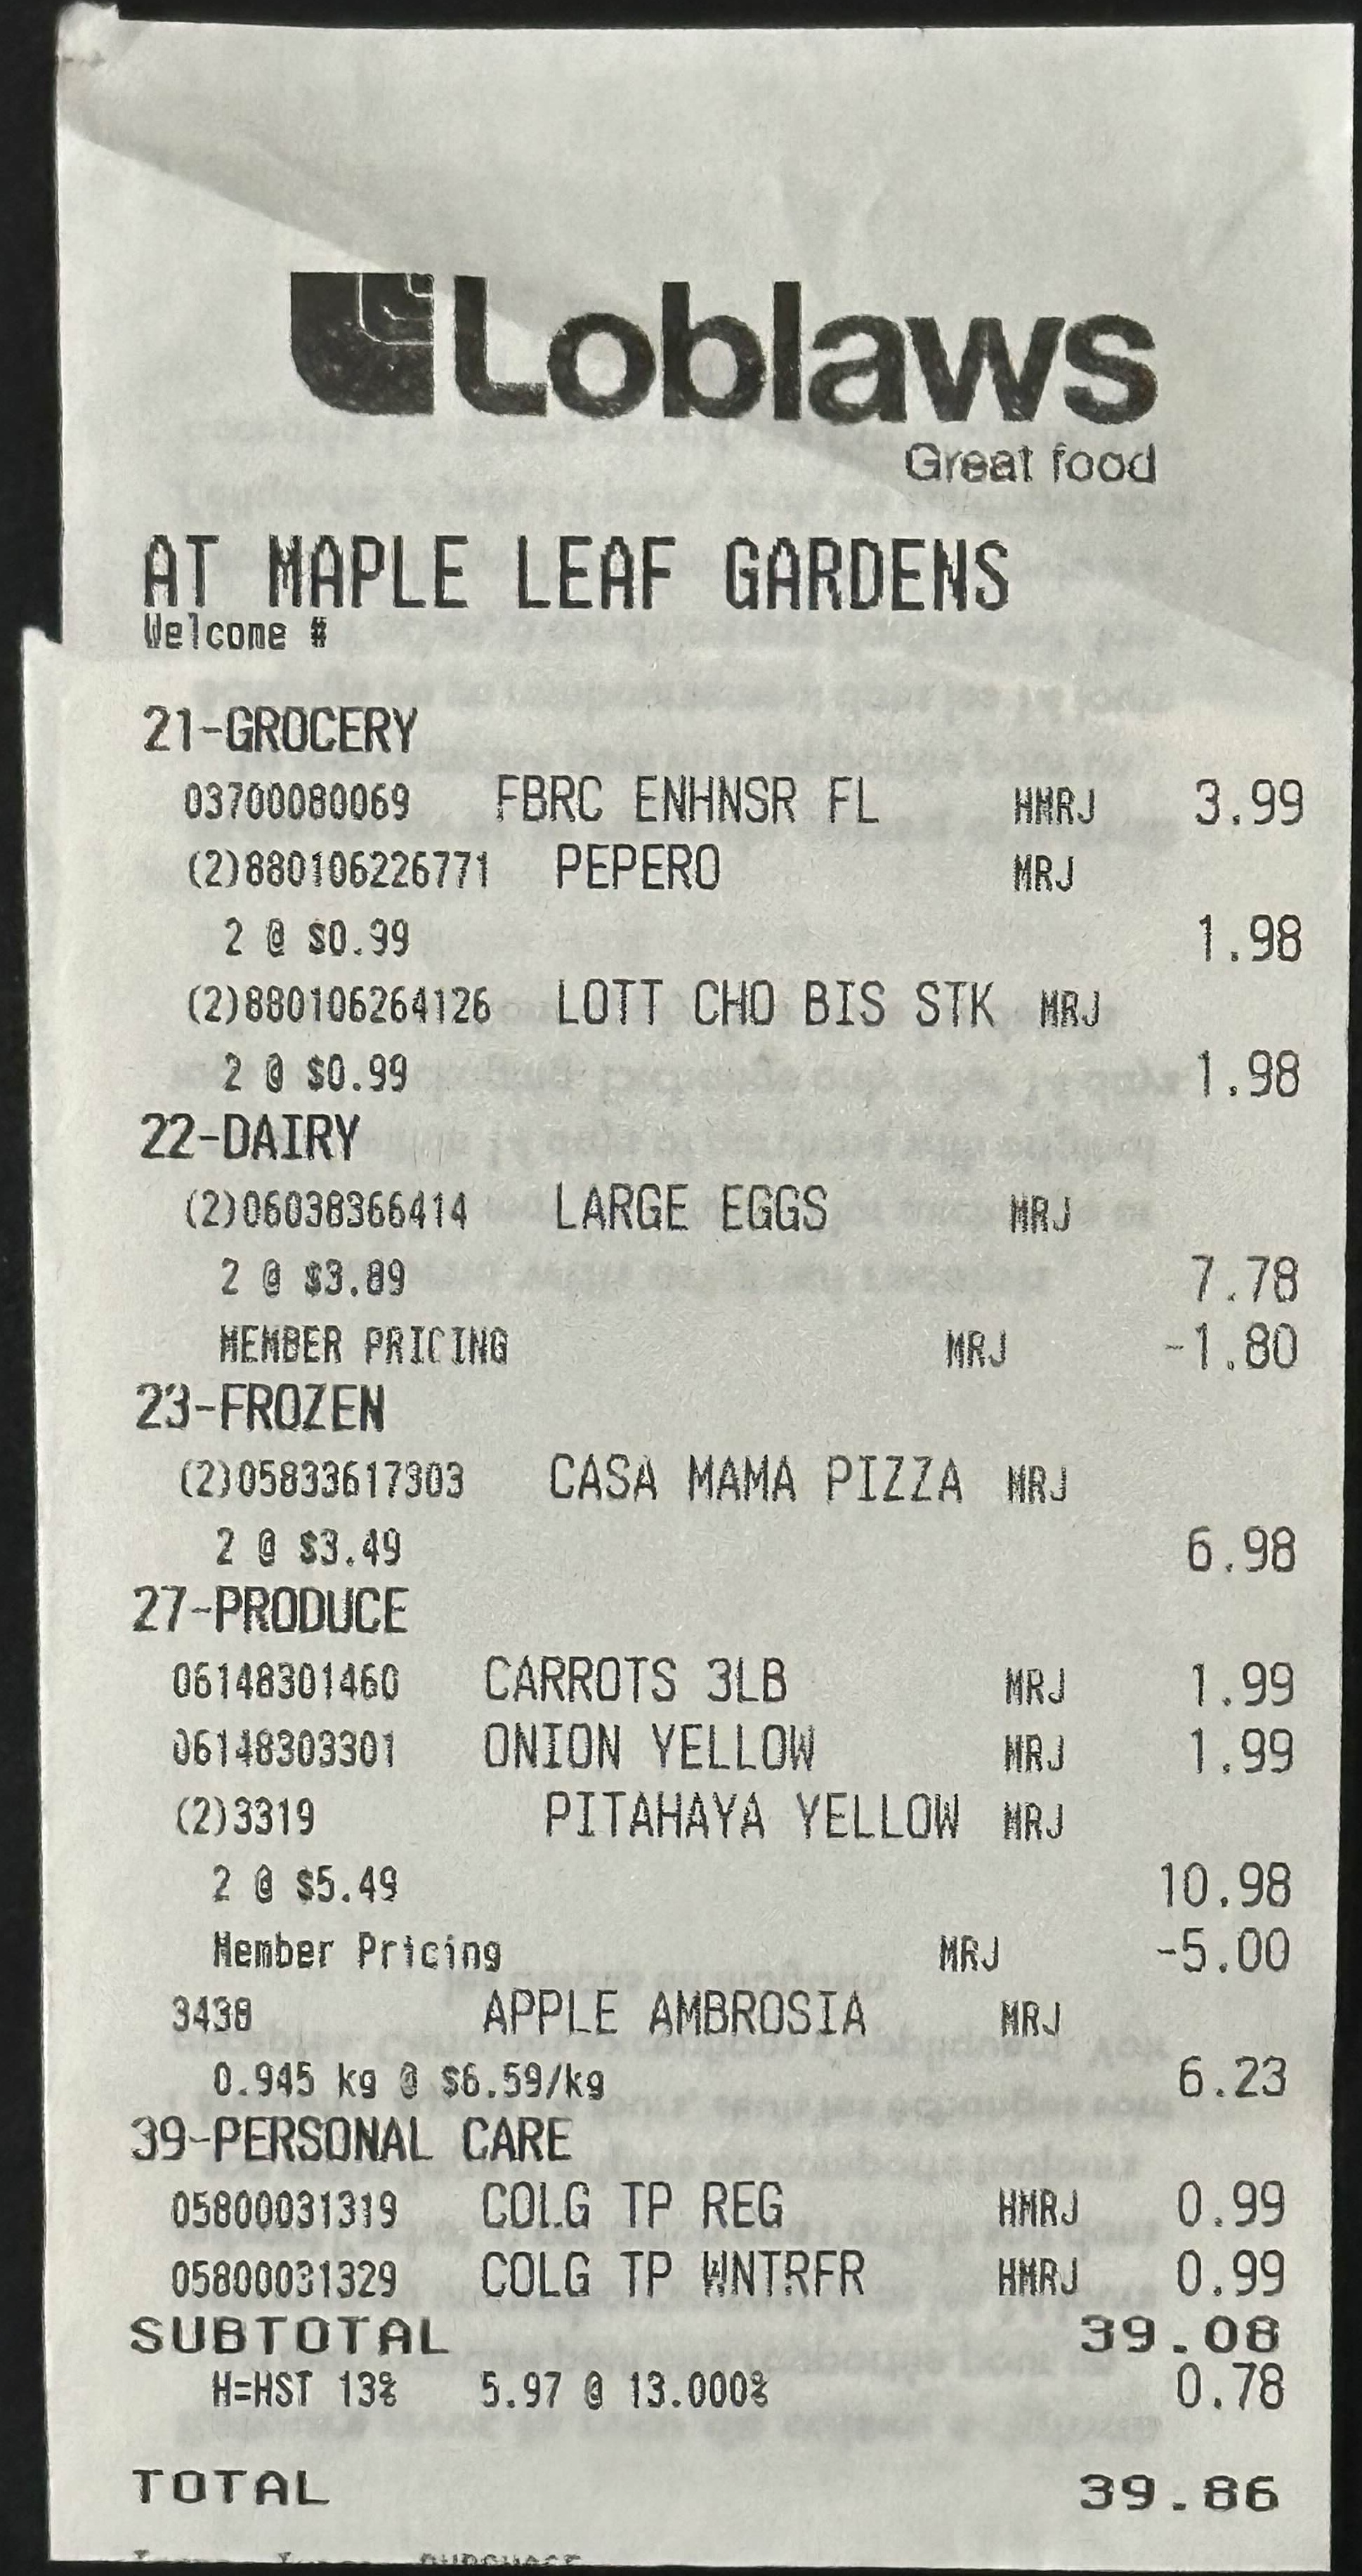 Loblaws
Great food
AT MAPLE LEAF GARDENS
Welcome #
21-GROCERY
03700080069 FBRC ENHNSR FL HMRJ 3.99
(2)880106226771 PEPERO MRJ
2 @ $0.99 1.98
(2)880106264126 LOTT CHO BIS STK MRJ
2 @ $0.99 1.98
22-DAIRY
(2)06038366414 LARGE EGGS MRJ
2 @ $3.89 7.78
MEMBER PRICING MRJ -1.80
23-FROZEN
(2)05833617303 CASA MAMA PIZZA MRJ
2 @ $3.49 6.98
27-PRODUCE
06148301460 CARROTS 3LB MRJ 1.99
06148303301 ONION YELLOW MRJ 1.99
(2)3319 PITAHAYA YELLOW MRJ
2 @ $5.49 10.98
Member Pricing MRJ -5.00
3438 APPLE AMBROSIA MRJ
0.945 kg @ $6.59/kg 6.23
39-PERSONAL CARE
05800031319 COLG TP REG HMRJ 0.99
05800031329 COLG TP WNTRFR HMRJ 0.99
SUBTOTAL 39.08
H=HST 13% 5.97 @ 13.000% 0.78
TOTAL 39.86